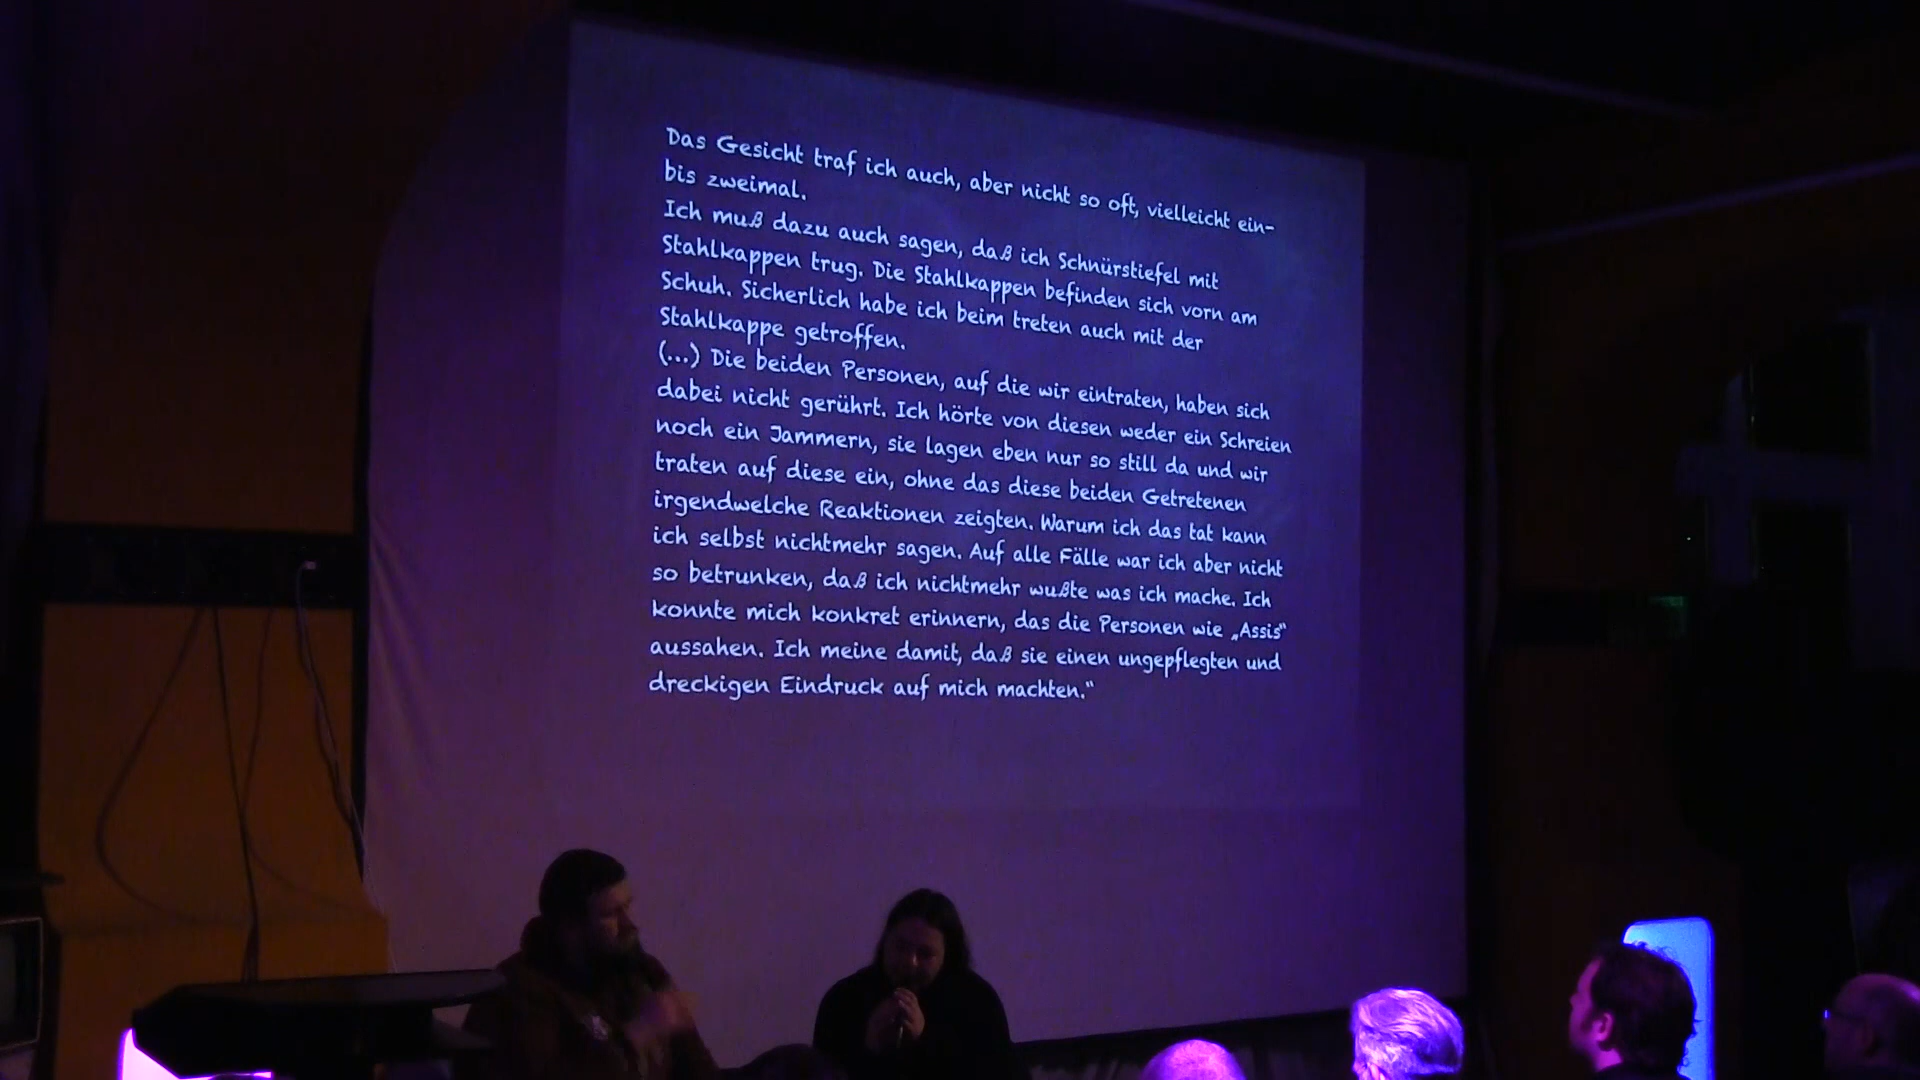 Das Gesicht traf ich auch, aber nicht so oft, vielleicht ein-
bis zweimal.
Ich muß dazu auch sagen, daß ich Schnürstiefel mit
Stahlkappen trug. Die Stahlkappen befinden sich vorn am
Schuh. Sicherlich habe ich beim treten auch mit der
Stahlkappe getroffen.
(...) Die beiden Personen, auf die wir eintraten, haben sich
dabei nicht gerührt. Ich hörte von diesen weder ein Schreien
noch ein Jammern, sie lagen eben nur so still da und wir
traten auf diese ein, ohne das diese beiden Getretenen
irgendwelche Reaktionen zeigten. Warum ich das tat kann
ich selbst nichtmehr sagen. Auf alle Fälle war ich aber nicht
so betrunken, daß ich nichtmehr wußte was ich mache. Ich
konnte mich konkret erinnern, das die Personen wie „Assis“
aussahen. Ich meine damit, daß sie einen ungepflegten und
dreckigen Eindruck auf mich machten.“